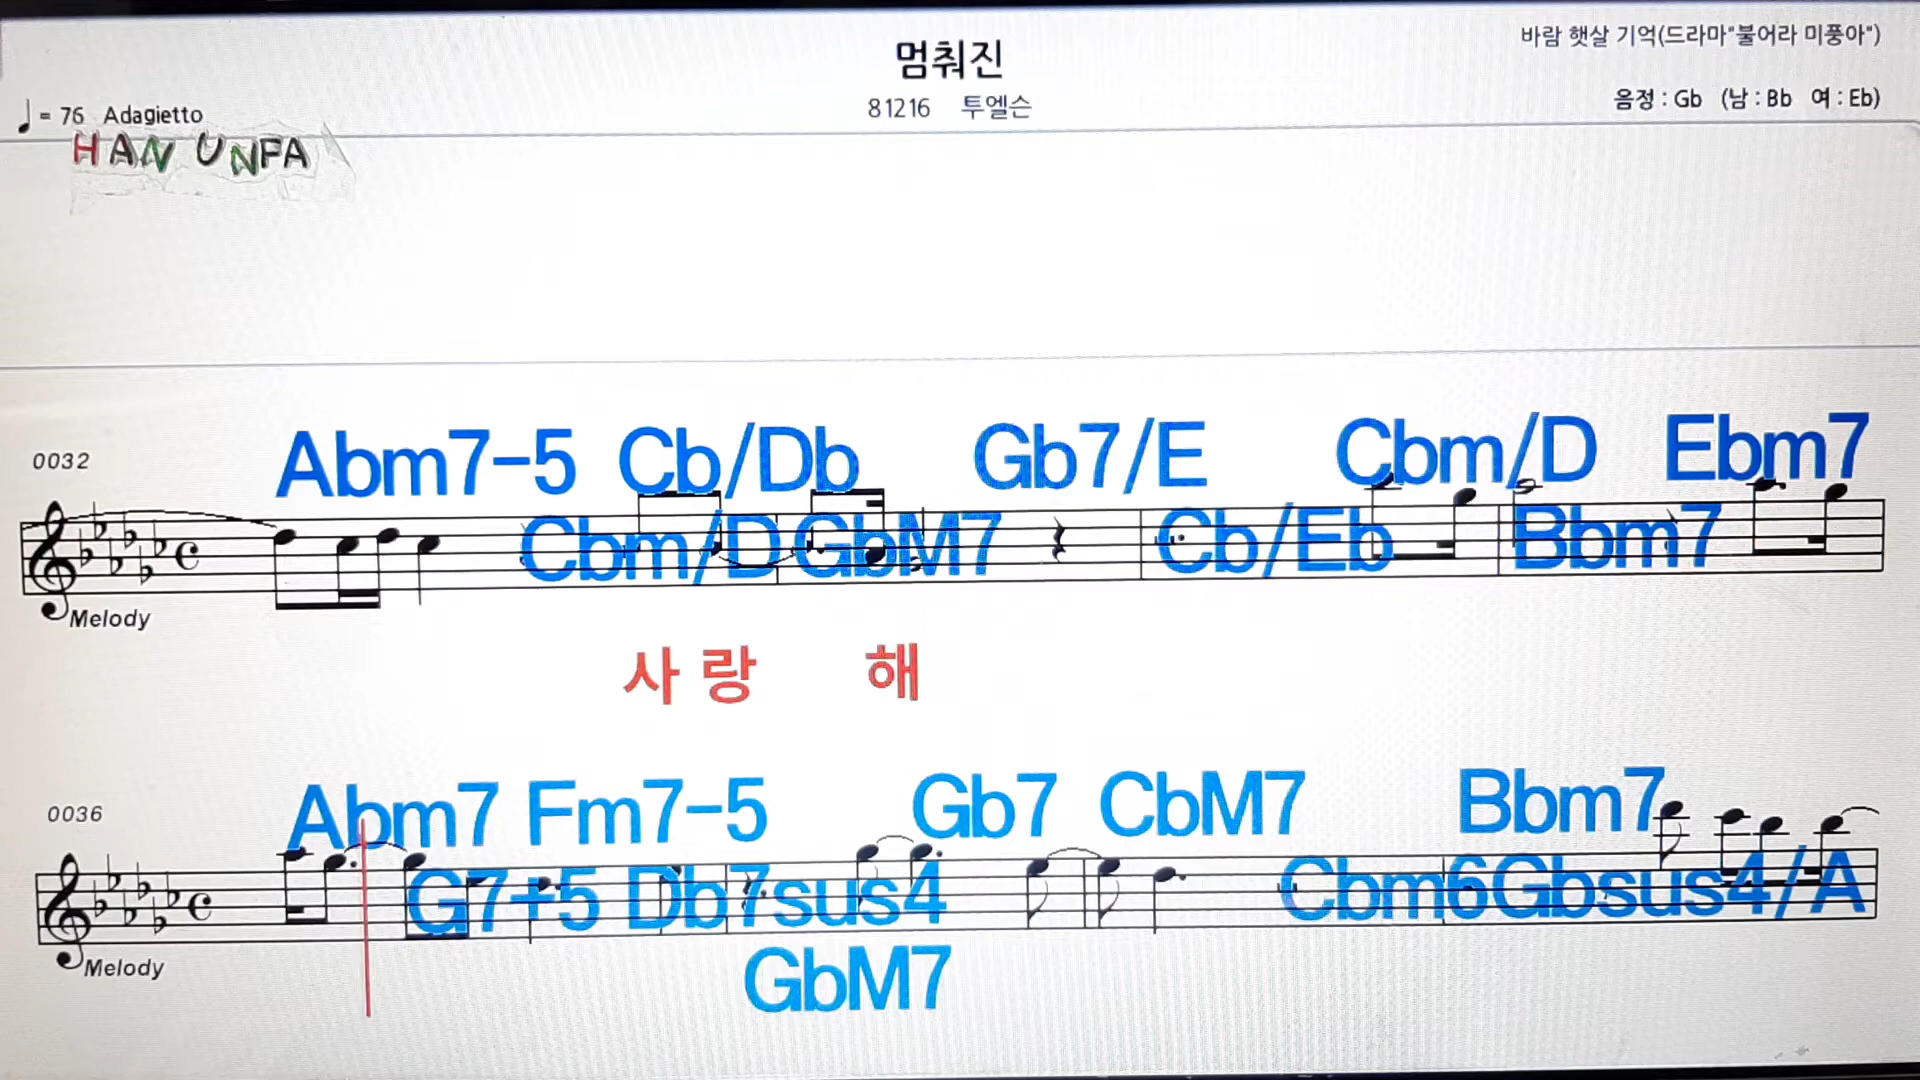 바람 햇살 기억(드라마"불어라 미풍아")
멈춰진
♩ = 76 Adagietto
81216 투엘슨
음정 : Gb (남 : Bb 여 : Eb)
HAN UNFA
0032
Abm7-5 Cb/Db Gb7/E Cbm/D Ebm7
Cbm/D GbM7 Cb/Eb Bbm7
Melody
사 랑 해
0036
Abm7 Fm7-5 Gb7 CbM7 Bbm7
G7+5 Db7sus4 Cbm6 Gbsus4/A
Melody
GbM7